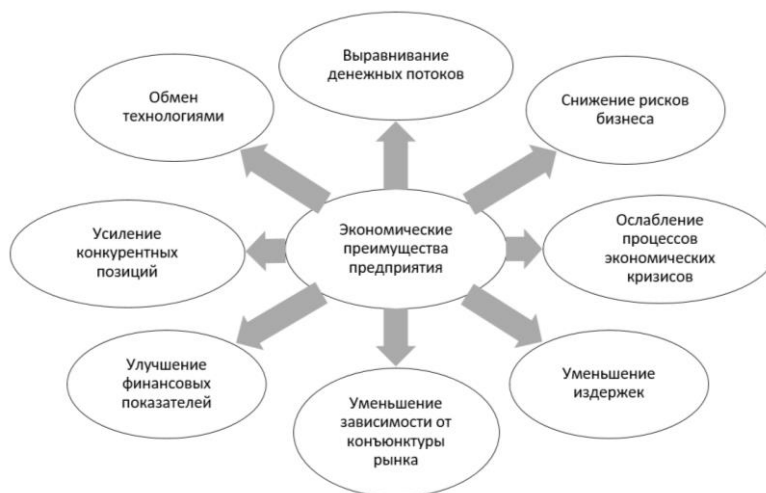 Выравнивание
денежных потоков
Обмен
технологиями
Снижение рисков
бизнеса
Усиление
конкурентных
позиций
Экономические
преимущества
предприятия
Ослабление
процессов
экономических
кризисов
Улучшение
финансовых
показателей
Уменьшение
зависимости от
конъюнктуры
рынка
Уменьшение
издержек